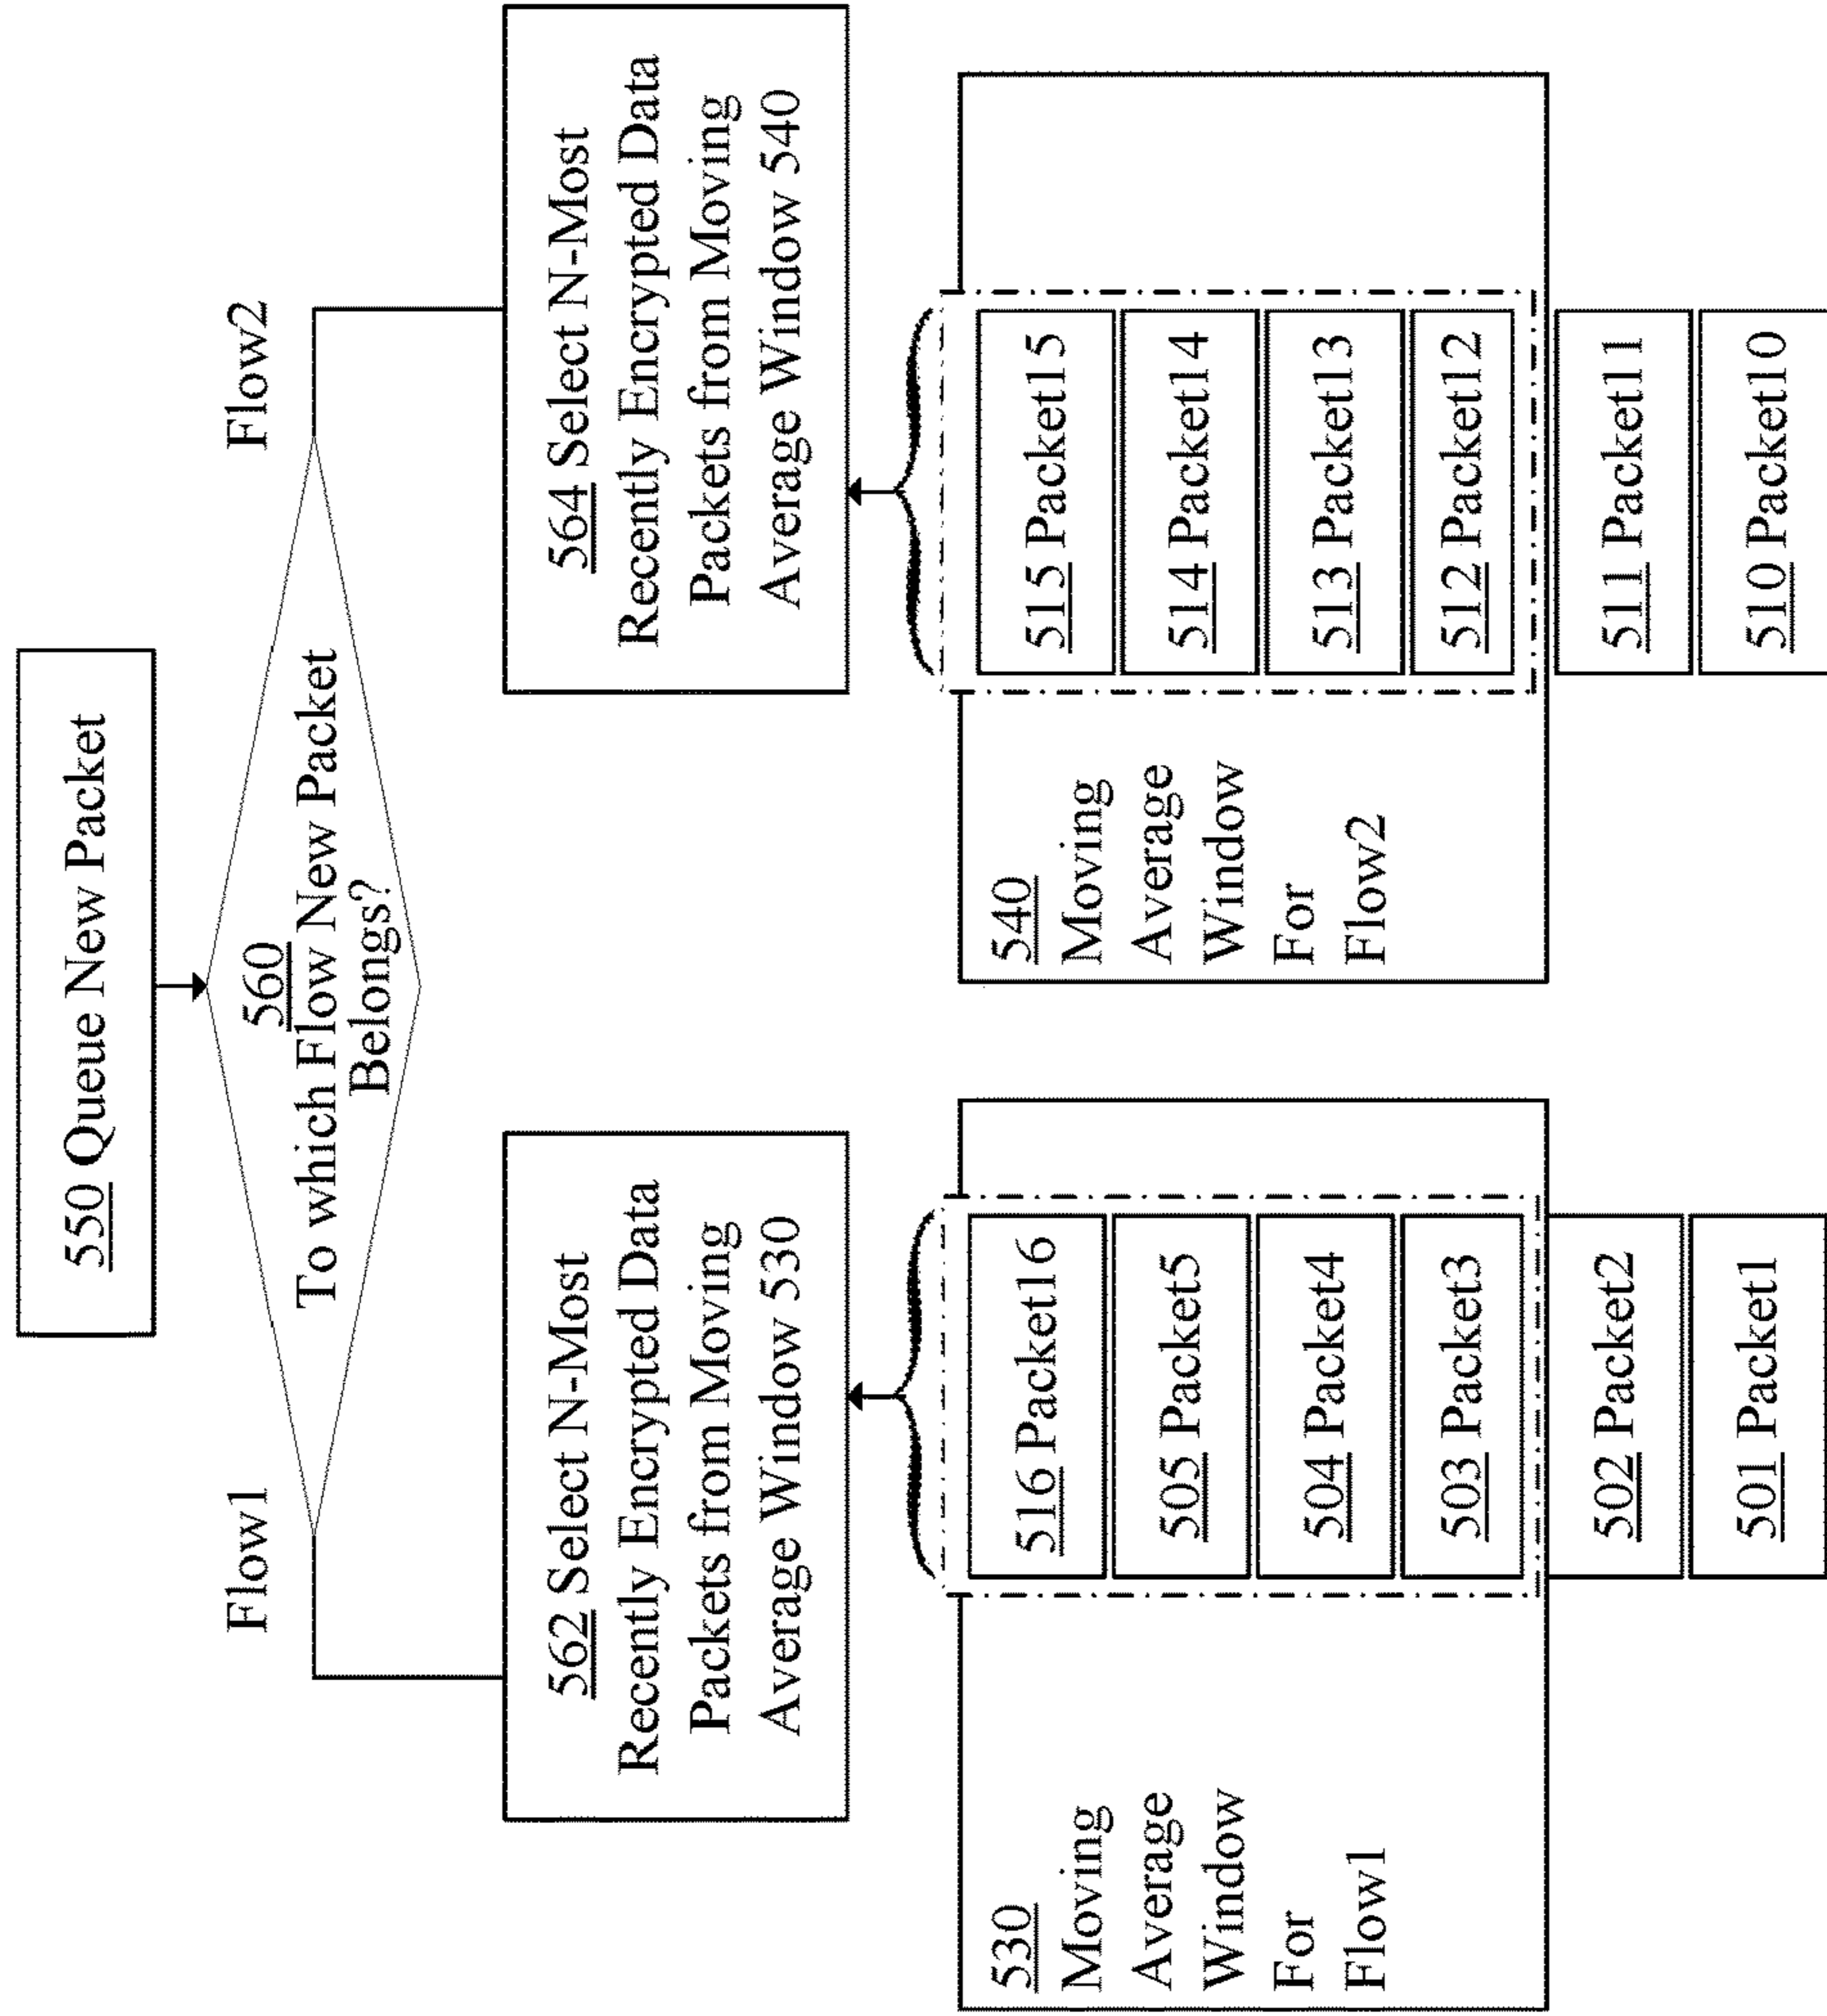 550 Queue New Packet
560
To which Flow New Packet
Belongs?
Flow1
Flow2
562 Select N-Most
Recently Encrypted Data
Packets from Moving
Average Window 530
564 Select N-Most
Recently Encrypted Data
Packets from Moving
Average Window 540
530
Moving
Average
Window
For
Flow1
516 Packet16
505 Packet5
504 Packet4
503 Packet3
502 Packet2
501 Packet1
540
Moving
Average
Window
For
Flow2
515 Packet15
514 Packet14
513 Packet13
512 Packet12
511 Packet11
510 Packet10